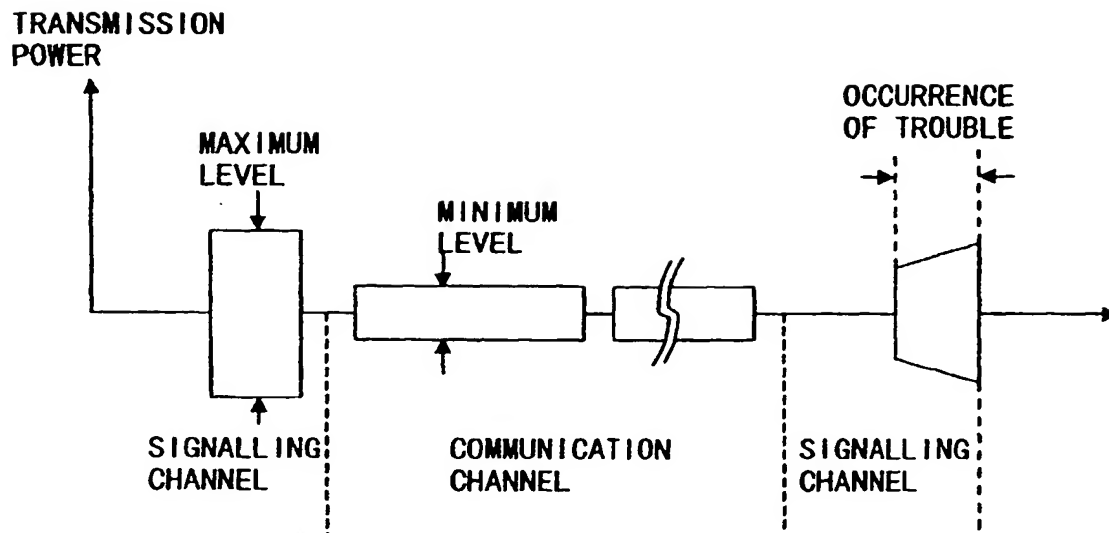 TRANSMISSION
POWER
OCCURRENCE
OF TROUBLE
MAXIMUM
LEVEL
MINIMUM
LEVEL
SIGNALLING
CHANNEL
COMMUNICATION
CHANNEL
SIGNALLING
CHANNEL